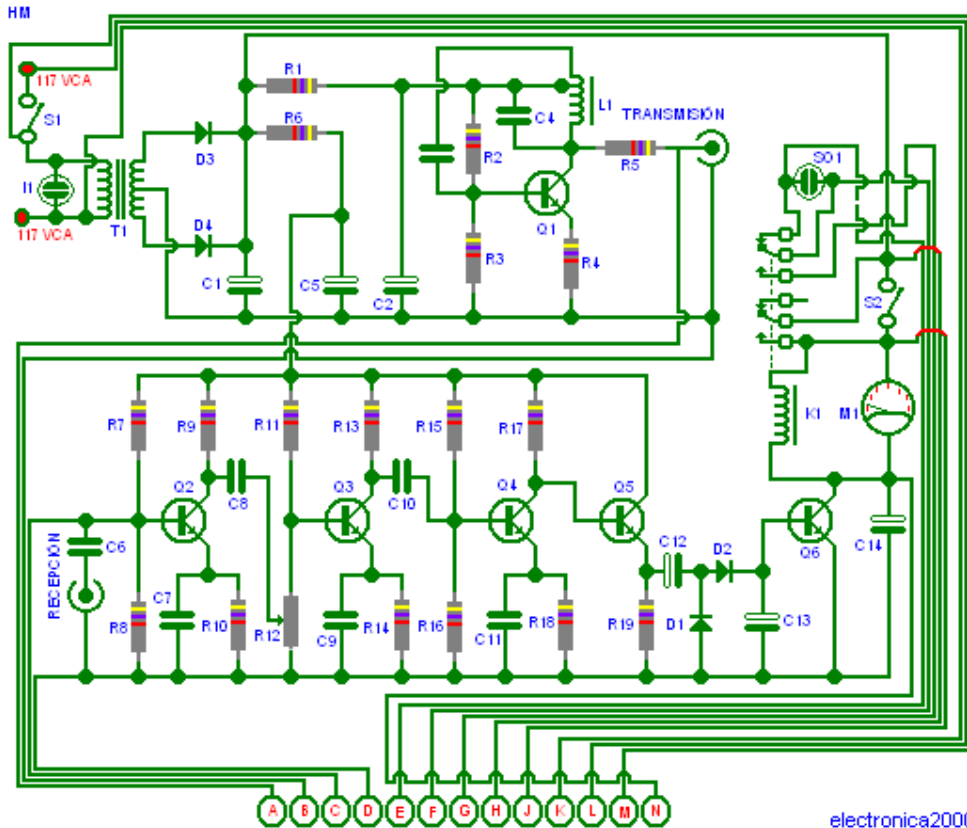 HM
117 VCA
S1
I1
117 VCA
T1
D3
D4
R1
R6
C1
C5
C2
R2
R3
C4
L1
Q1
R4
R5
TRANSMISIÓN
SO1
S2
K1
M1
R7
R9
R11
R13
R15
R17
Q2
C8
Q3
C10
Q4
Q5
C12
D2
Q6
C14
C6
RECEPCIÓN
R8
C7
R10
R12
C9
R14
R16
C11
R18
R19
D1
C13
A B C D E F G H J K L M N